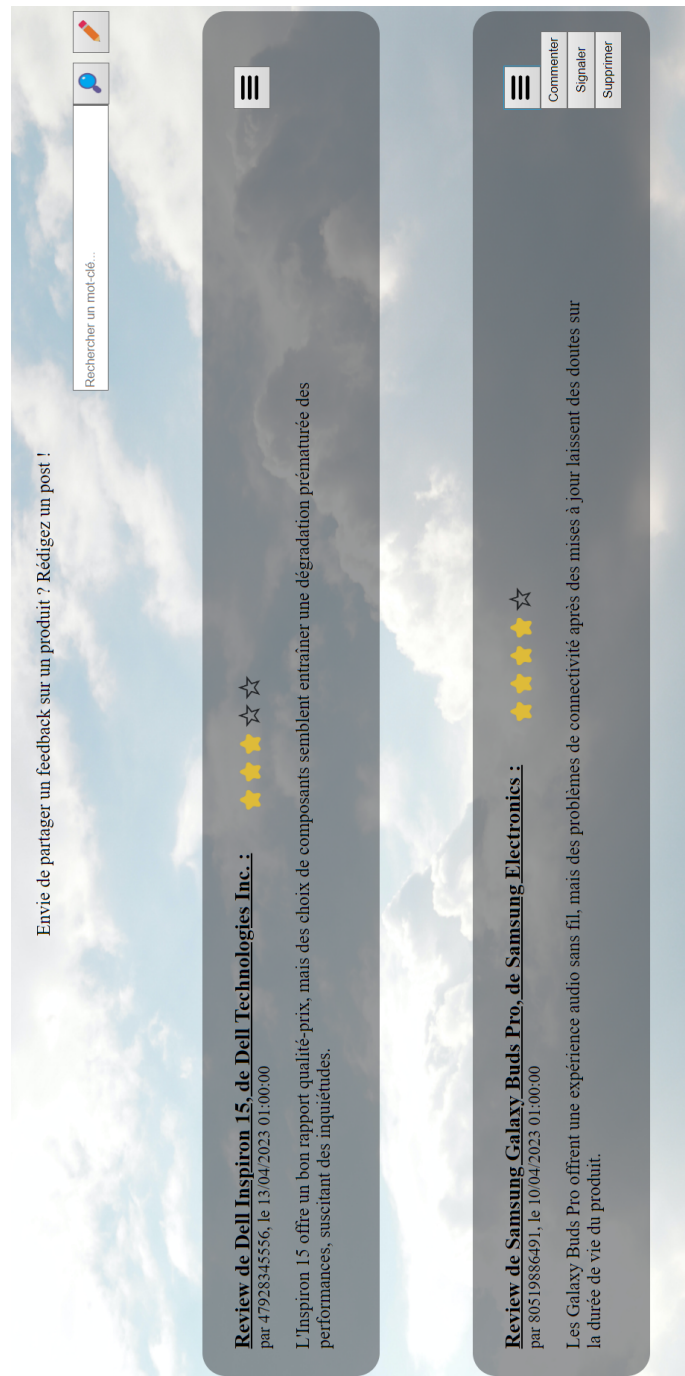 Envie de partager un feedback sur un produit ? Rédigez un post !
Rechercher un mot-clé...
Review de Dell Inspiron 15, de Dell Technologies Inc. :
par 47928345556, le 13/04/2023 01:00:00
L'Inspiron 15 offre un bon rapport qualité-prix, mais des choix de composants semblent entraîner une dégradation prématurée des
performances, suscitant des inquiétudes.
Review de Samsung Galaxy Buds Pro, de Samsung Electronics :
par 80519886491, le 10/04/2023 01:00:00
Commenter
Signaler
Supprimer
Les Galaxy Buds Pro offrent une expérience audio sans fil, mais des problèmes de connectivité après des mises à jour laissent des doutes sur
la durée de vie du produit.